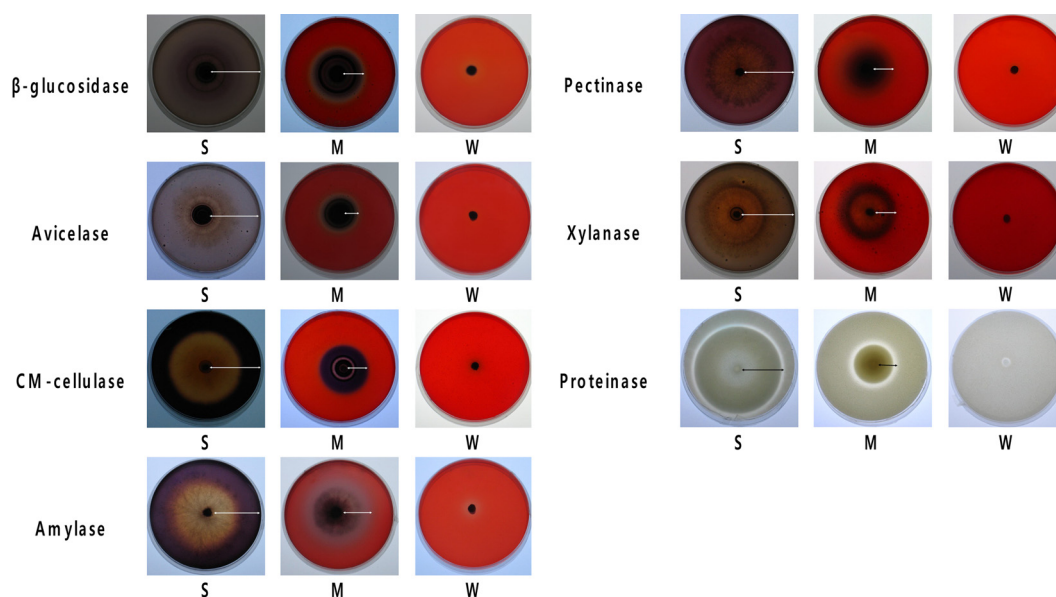 β-glucosidase
S M W
Avicelase
S M W
CM-cellulase
S M W
Amylase
S M W
Pectinase
S M W
Xylanase
S M W
Proteinase
S M W